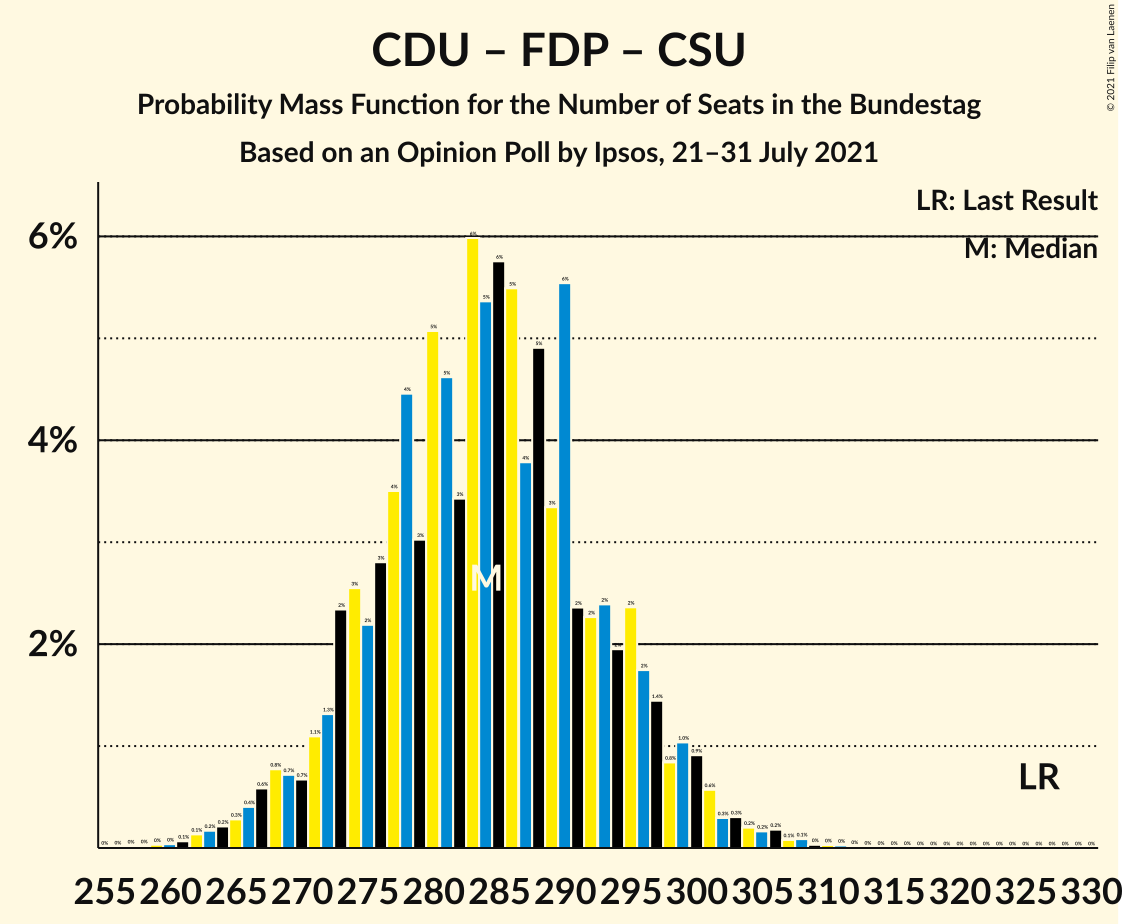 CDU – FDP – CSU
Probability Mass Function for the Number of Seats in the Bundestag
Based on an Opinion Poll by Ipsos, 21–31 July 2021
© 2021 Filip van Laenen
LR: Last Result
M: Median
6%
4%
2%
M
LR
255 260 265 270 275 280 285 290 295 300 305 310 315 320 325 330